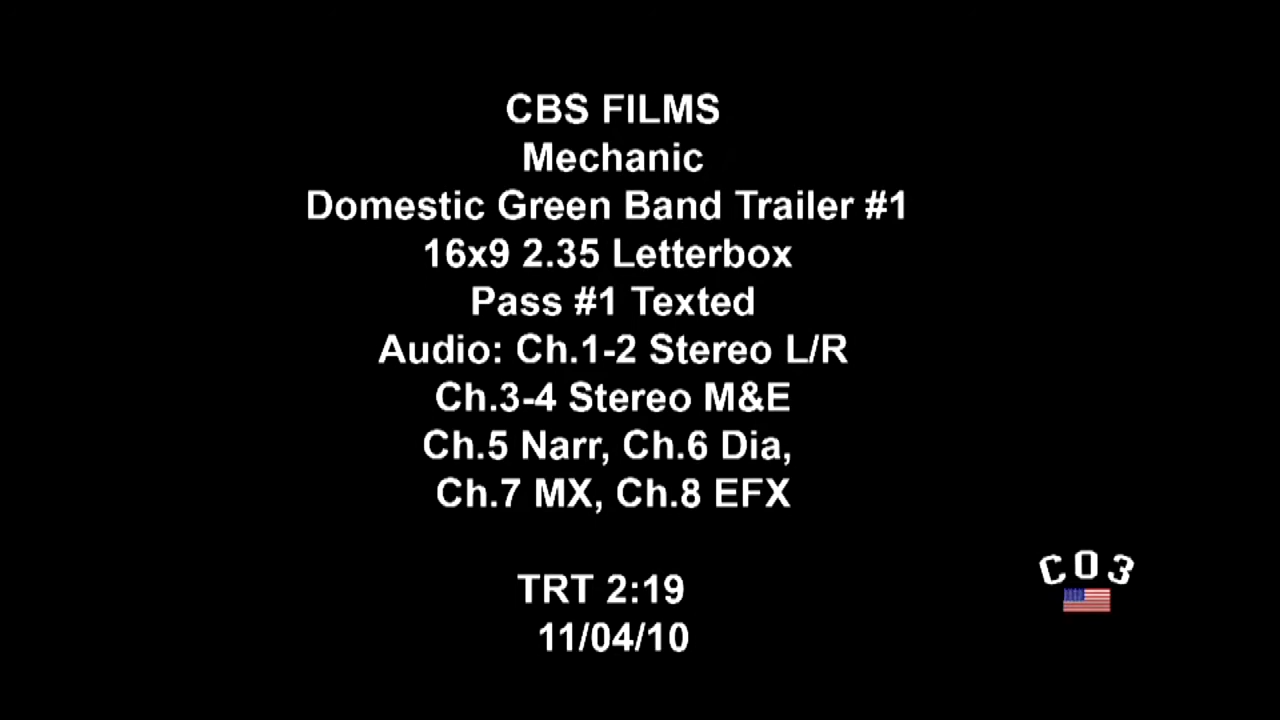 CBS FILMS
Mechanic
Domestic Green Band Trailer #1
16x9 2.35 Letterbox
Pass #1 Texted
Audio: Ch.1-2 Stereo L/R
Ch.3-4 Stereo M&E
Ch.5 Narr, Ch.6 Dia,
Ch.7 MX, Ch.8 EFX
CO3
TRT 2:19
11/04/10